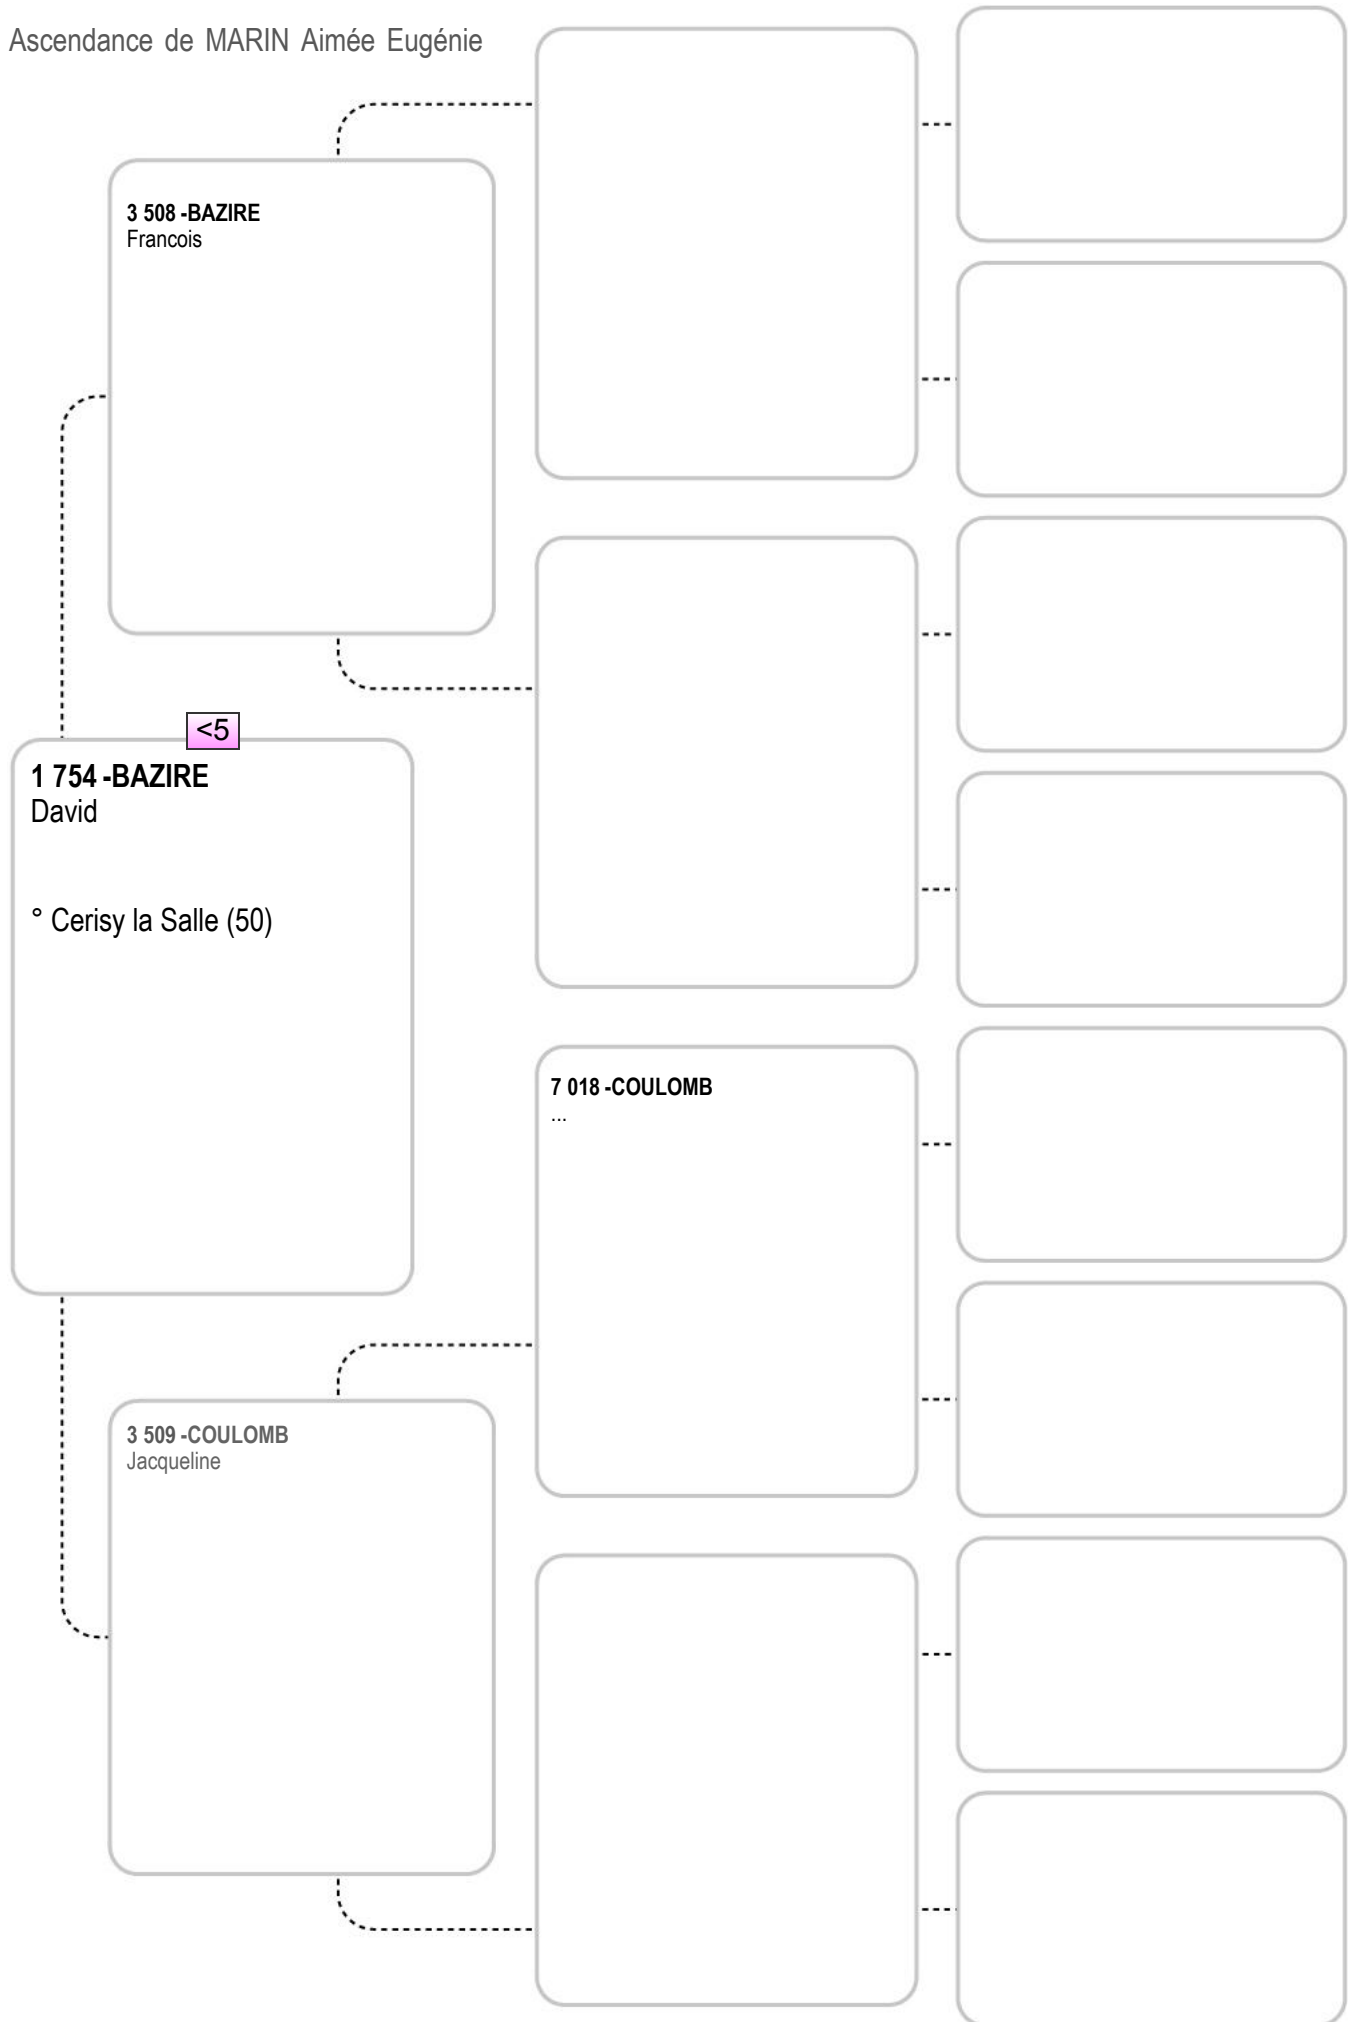 Ascendance de MARIN Aimée Eugénie
3 508 -BAZIRE
Francois
<5
1 754 -BAZIRE
David
° Cerisy la Salle (50)
7 018 -COULOMB
...
3 509 -COULOMB
Jacqueline